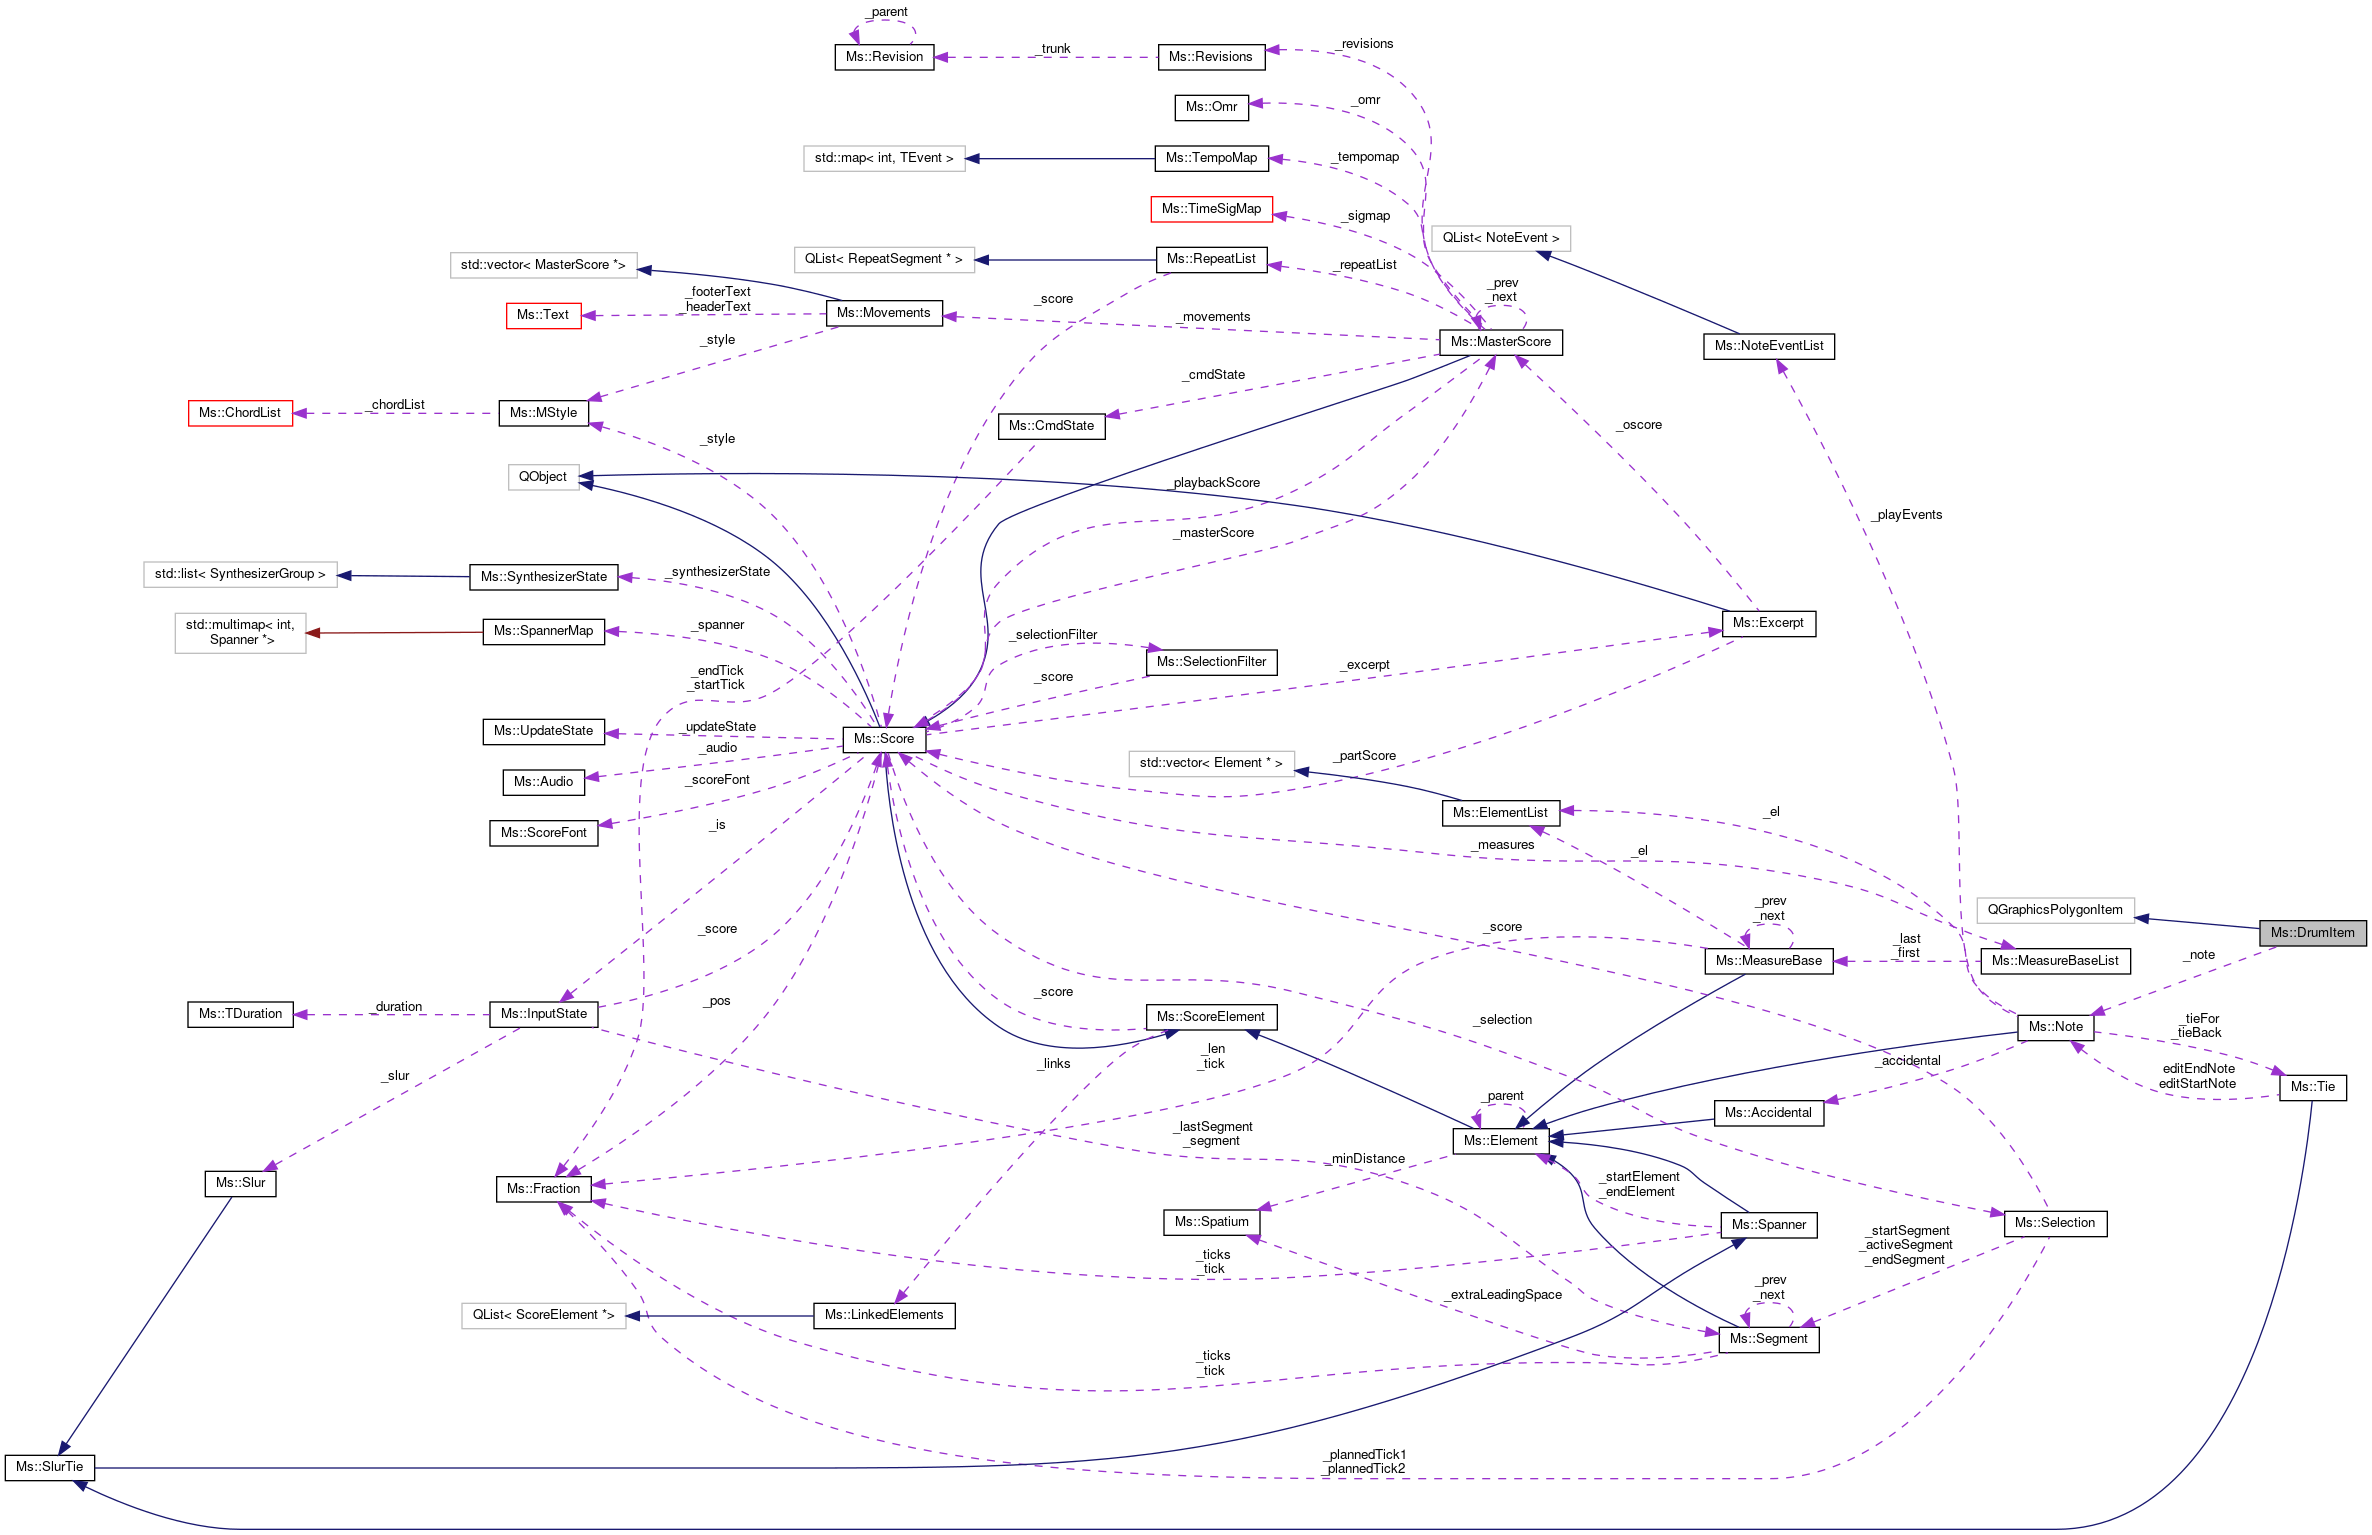 _parent
Ms::Revision
_trunk
Ms::Revisions
_revisions
Ms::Omr
_omr
std::map< int, TEvent >
Ms::TempoMap
_tempomap
Ms::TimeSigMap
_sigmap
QList< NoteEvent >
std::vector< MasterScore *>
QList< RepeatSegment * >
Ms::RepeatList
_repeatList
_footerText
_headerText
Ms::Text
Ms::Movements
_score
_movements
_prev
_next
Ms::MasterScore
Ms::NoteEventList
_style
_cmdState
Ms::ChordList
_chordList
Ms::MStyle
Ms::CmdState
_oscore
_style
QObject
_playbackScore
_playEvents
_masterScore
std::list< SynthesizerGroup >
Ms::SynthesizerState
_synthesizerState
std::multimap< int,
Spanner *>
Ms::SpannerMap
_spanner
_selectionFilter
Ms::SelectionFilter
_excerpt
Ms::Excerpt
_endTick
_startTick
_score
Ms::UpdateState
_updateState
Ms::Score
_audio
Ms::Audio
_scoreFont
std::vector< Element * >
_partScore
Ms::ScoreFont
_is
Ms::ElementList
_el
_measures
_el
QGraphicsPolygonItem
Ms::DrumItem
_score
_score
_prev
_next
Ms::MeasureBase
_last
_first
Ms::MeasureBaseList
_note
Ms::TDuration
_duration
Ms::InputState
_pos
_score
Ms::ScoreElement
_selection
Ms::Note
_tieFor
_tieBack
_slur
_links
_len
_tick
_accidental
editEndNote
editStartNote
Ms::Tie
_parent
Ms::Accidental
Ms::Element
_lastSegment
_segment
_minDistance
Ms::Slur
Ms::Fraction
_startElement
_endElement
Ms::Spatium
Ms::Spanner
Ms::Selection
_startSegment
_activeSegment
_endSegment
_ticks
_tick
_prev
_next
QList< ScoreElement *>
Ms::LinkedElements
_extraLeadingSpace
Ms::Segment
_ticks
_tick
_plannedTick1
_plannedTick2
Ms::SlurTie